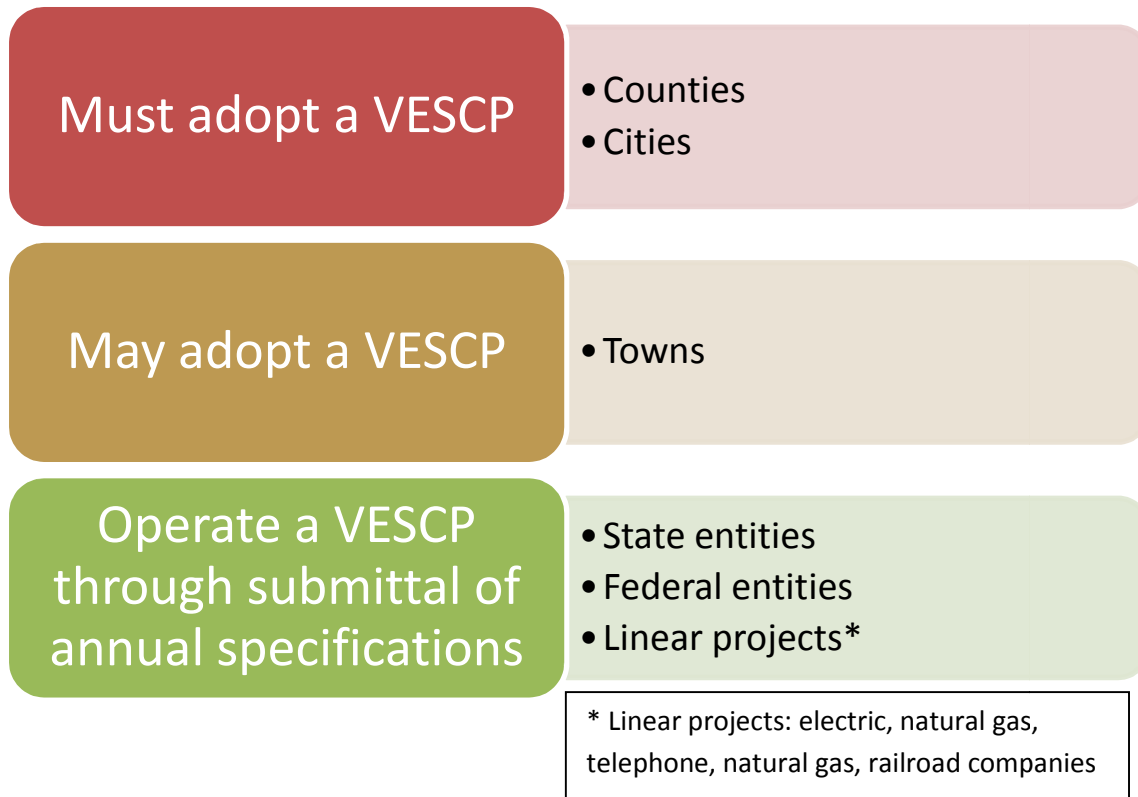 Must adopt a VESCP
• Counties
• Cities
May adopt a VESCP
• Towns
Operate a VESCP
through submittal of
annual specifications
• State entities
• Federal entities
• Linear projects*
* Linear projects: electric, natural gas,
telephone, natural gas, railroad companies